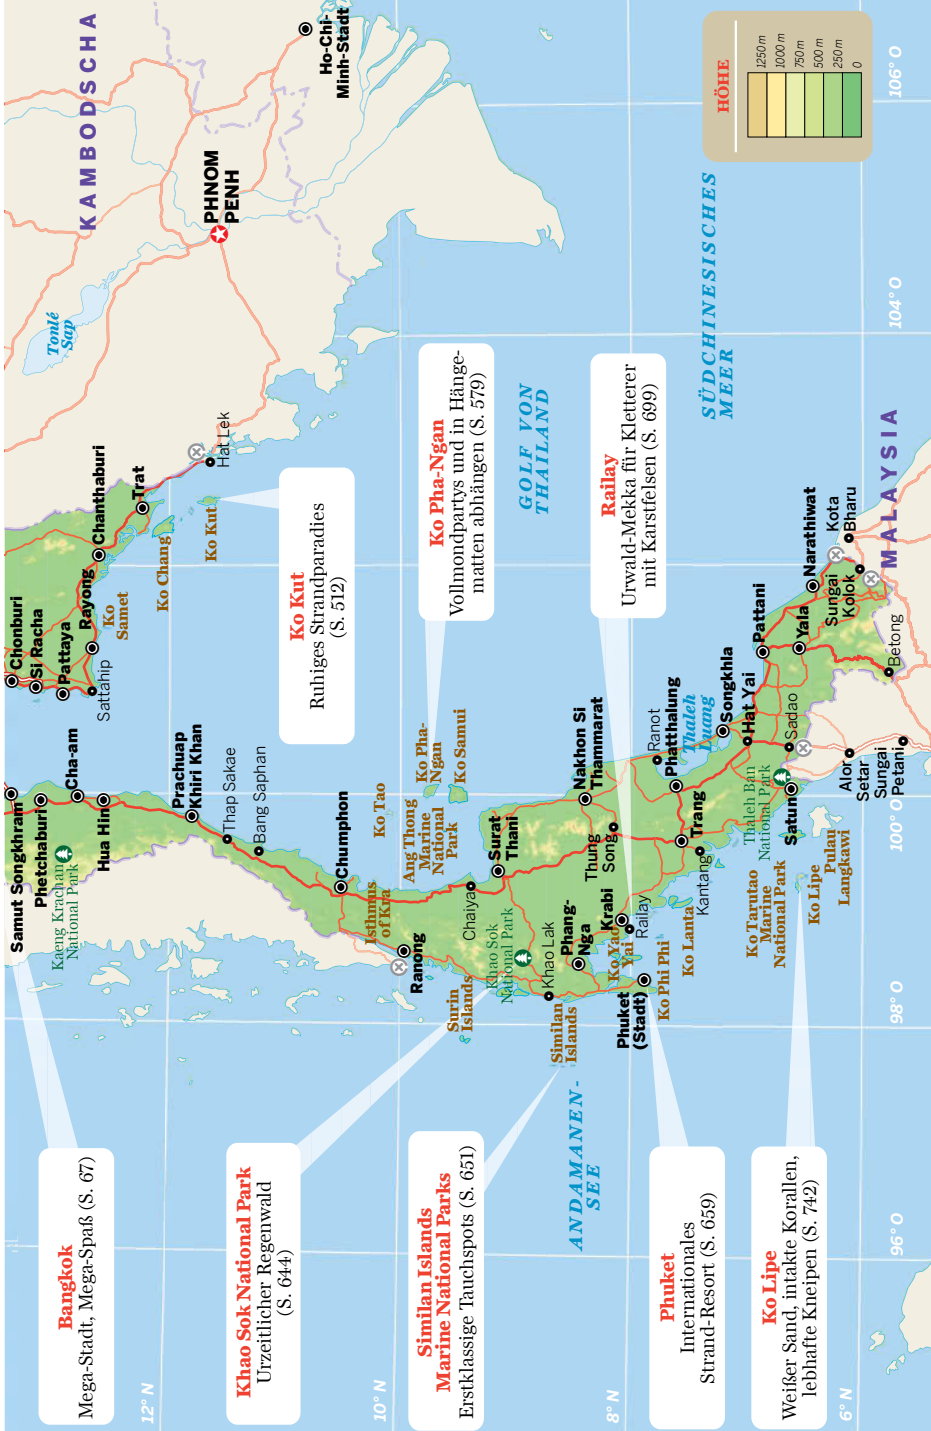 KAMBODSCHA
Ho-Chi-
Minh-Stadt
PHNOM
PENH
Tonlé
Sap
HÖHE
1250 m
1000 m
750 m
500 m
250 m
0
106° O
104° O
100° O
98° O
96° O
12° N
10° N
8° N
6° N
SÜDCHINESISCHES
MEER
GOLF VON
THAILAND
ANDAMANEN-
SEE
MALAYSIA
Bangkok
Mega-Stadt, Mega-Spaß (S. 67)
Khao Sok National Park
Urzeitlicher Regenwald
(S. 644)
Similan Islands
Marine National Parks
Erstklassige Tauchspots (S. 651)
Phuket
Internationales
Strand-Resort (S. 659)
Ko Lipe
Weißer Sand, intakte Korallen,
lebhafte Kneipen (S. 742)
Ko Kut
Ruhiges Strandparadies
(S. 512)
Ko Pha-Ngan
Vollmondpartys und in Hänge-
matten abhängen (S. 579)
Railay
Urwald-Mekka für Kletterer
mit Karstfelsen (S. 699)
Chonburi
Si Racha
Pattaya
Rayong
Sattahip
Chanthaburi
Trat
Hat Lek
Ko
Samet
Ko Chang
Ko Kut
Samut Songkhram
Phetchaburi
Cha-am
Hua Hin
Kaeng Krachan
National Park
Prachuap
Khiri Khan
Thap Sakae
Bang Saphan
Chumphon
Isthmus
of Kra
Ranong
Ko Tao
Ang Thong
Marine
National
Park
Ko Pha-
Ngan
Ko Samui
Chaiya
Surat
Thani
Surin
Islands
Khao Sok
National Park
Khao Lak
Similan
Islands
Phang-
Nga
Phuket
(Stadt)
Ko Yao
Yai
Krabi
Railay
Ko Phi Phi
Ko Lanta
Nakhon Si
Thammarat
Thung
Song
Trang
Kantang
Ranot
Phatthalung
Thaleh
Luang
Songkhla
Hat Yai
Sadao
Thaleh Ban
National Park
Satun
Ko Tarutao
Marine
National Park
Ko Lipe
Pulau
Langkawi
Pattani
Yala
Narathiwat
Sungai
Kolok
Kota
Bharu
Betong
Alor
Setar
Sungai
Petani